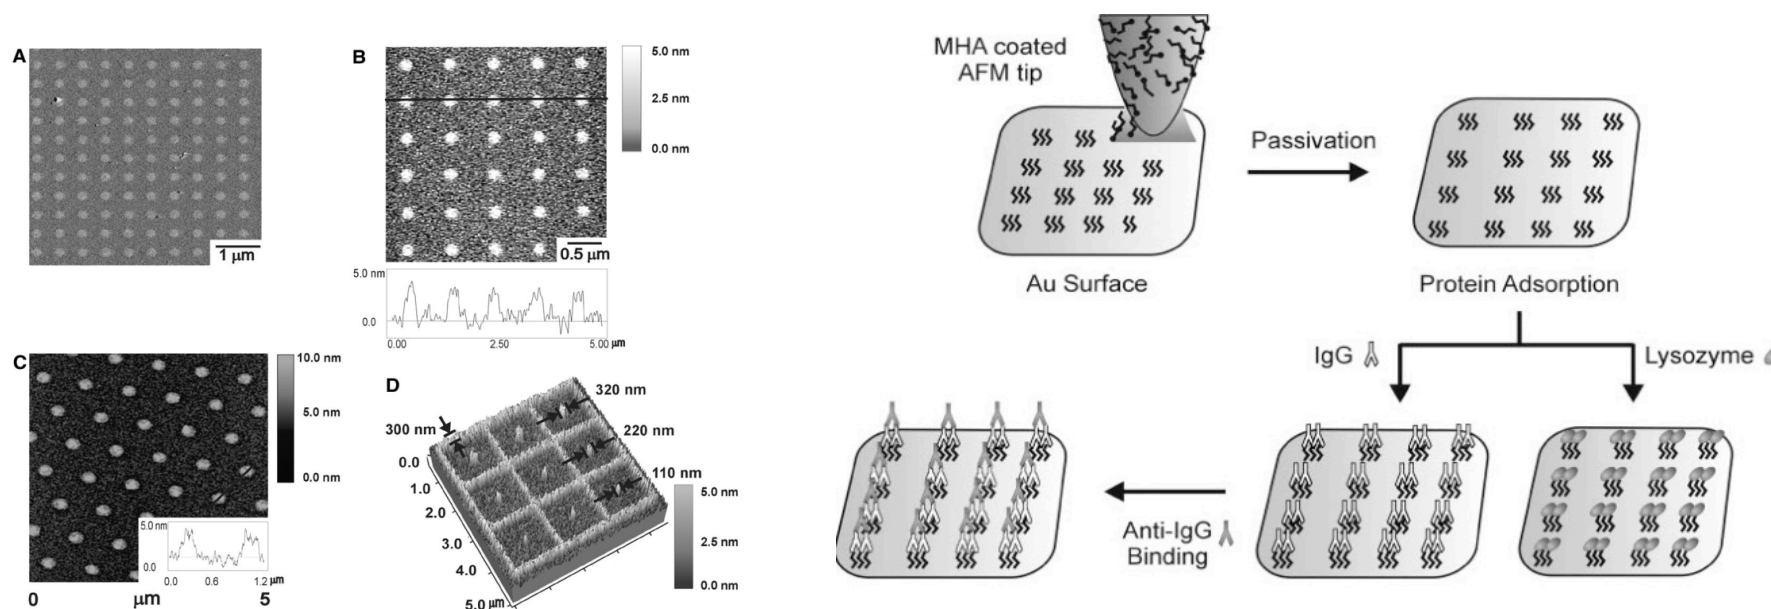 A
1 μm
B
5.0 nm
2.5 nm
0.0 nm
0.5 μm
5.0 nm
0.0
0.00
2.50
5.00 μm
C
10.0 nm
5.0 nm
0.0 nm
5.0 nm
0.0
0.0
0.6
1.2 μm
0
μm
5
D
320 nm
300 nm
220 nm
110 nm
0.0
1.0
2.0
3.0
4.0
5.0 μm
5.0 nm
2.5 nm
0.0 nm
MHA coated
AFM tip
Passivation
Au Surface
Protein Adsorption
IgG
Lysozyme
Anti-IgG
Binding